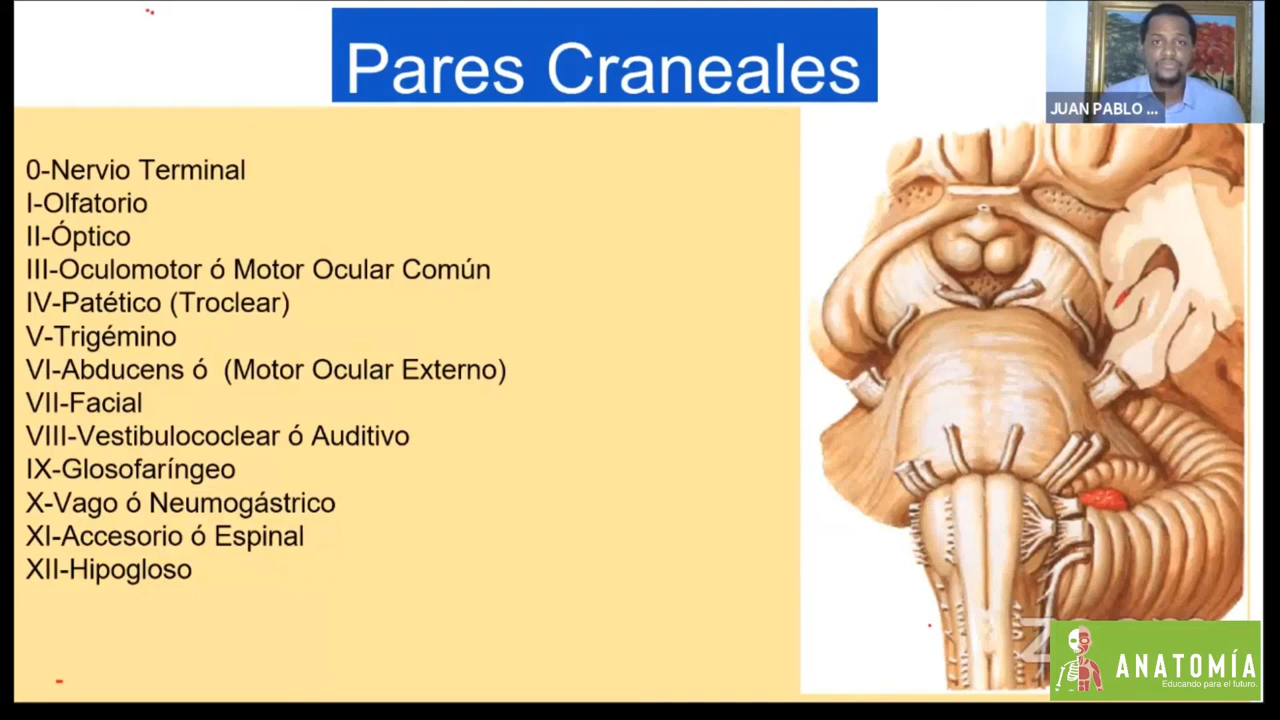 Pares Craneales
JUAN PABLO ...
0-Nervio Terminal
I-Olfatorio
II-Óptico
III-Oculomotor ó Motor Ocular Común
IV-Patético (Troclear)
V-Trigémino
VI-Abducens ó (Motor Ocular Externo)
VII-Facial
VIII-Vestibulococlear ó Auditivo
IX-Glosofaríngeo
X-Vago ó Neumogástrico
XI-Accesorio ó Espinal
XII-Hipogloso
ANATOMÍA
Educando para el futuro.